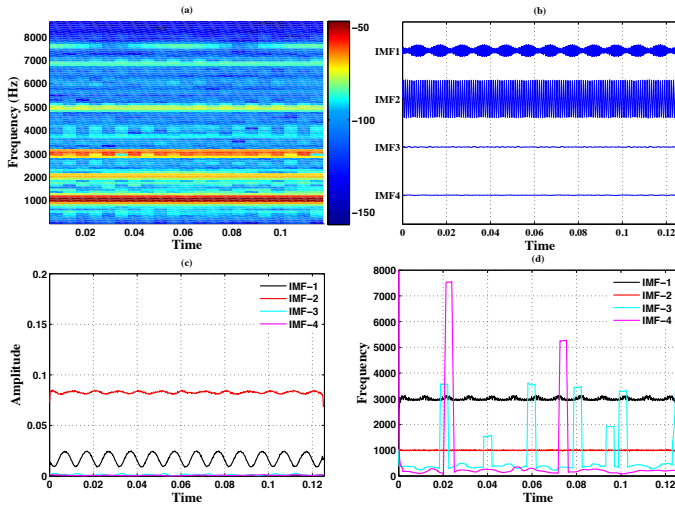 (a)
8000
7000
6000
5000
4000
3000
2000
1000
Frequency (Hz)
0.02
0.04
0.06
0.08
0.1
Time
−50
−100
−150
(b)
IMF1
IMF2
IMF3
IMF4
0
0.02
0.04
0.06
0.08
0.1
0.12
Time
(c)
0.2
0.15
0.1
0.05
0
Amplitude
IMF−1
IMF−2
IMF−3
IMF−4
0
0.02
0.04
0.06
0.08
0.1
0.12
Time
(d)
8000
7000
6000
5000
4000
3000
2000
1000
0
Frequency
IMF−1
IMF−2
IMF−3
IMF−4
0
0.02
0.04
0.06
0.08
0.1
0.12
Time